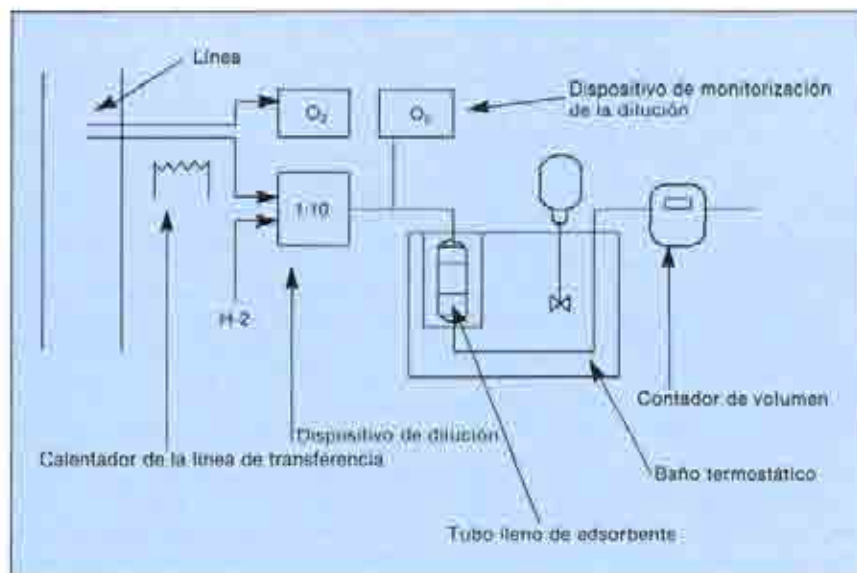 Línea
O₂
O₂
Dispositivo de monitorización
de la dilución
1/10
H-2
Contador de volumen
Dispositivo de dilución
Calentador de la línea de transferencia
Baño termostático
Tubo lleno de adsorbente